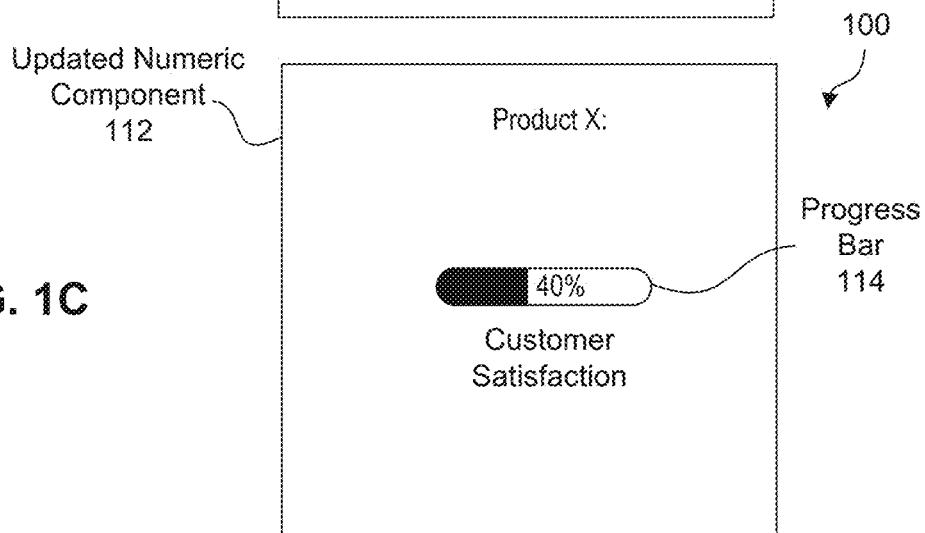 100
Updated Numeric
Component
112
Product X:
Progress
Bar
114
40%
Customer
Satisfaction
1C